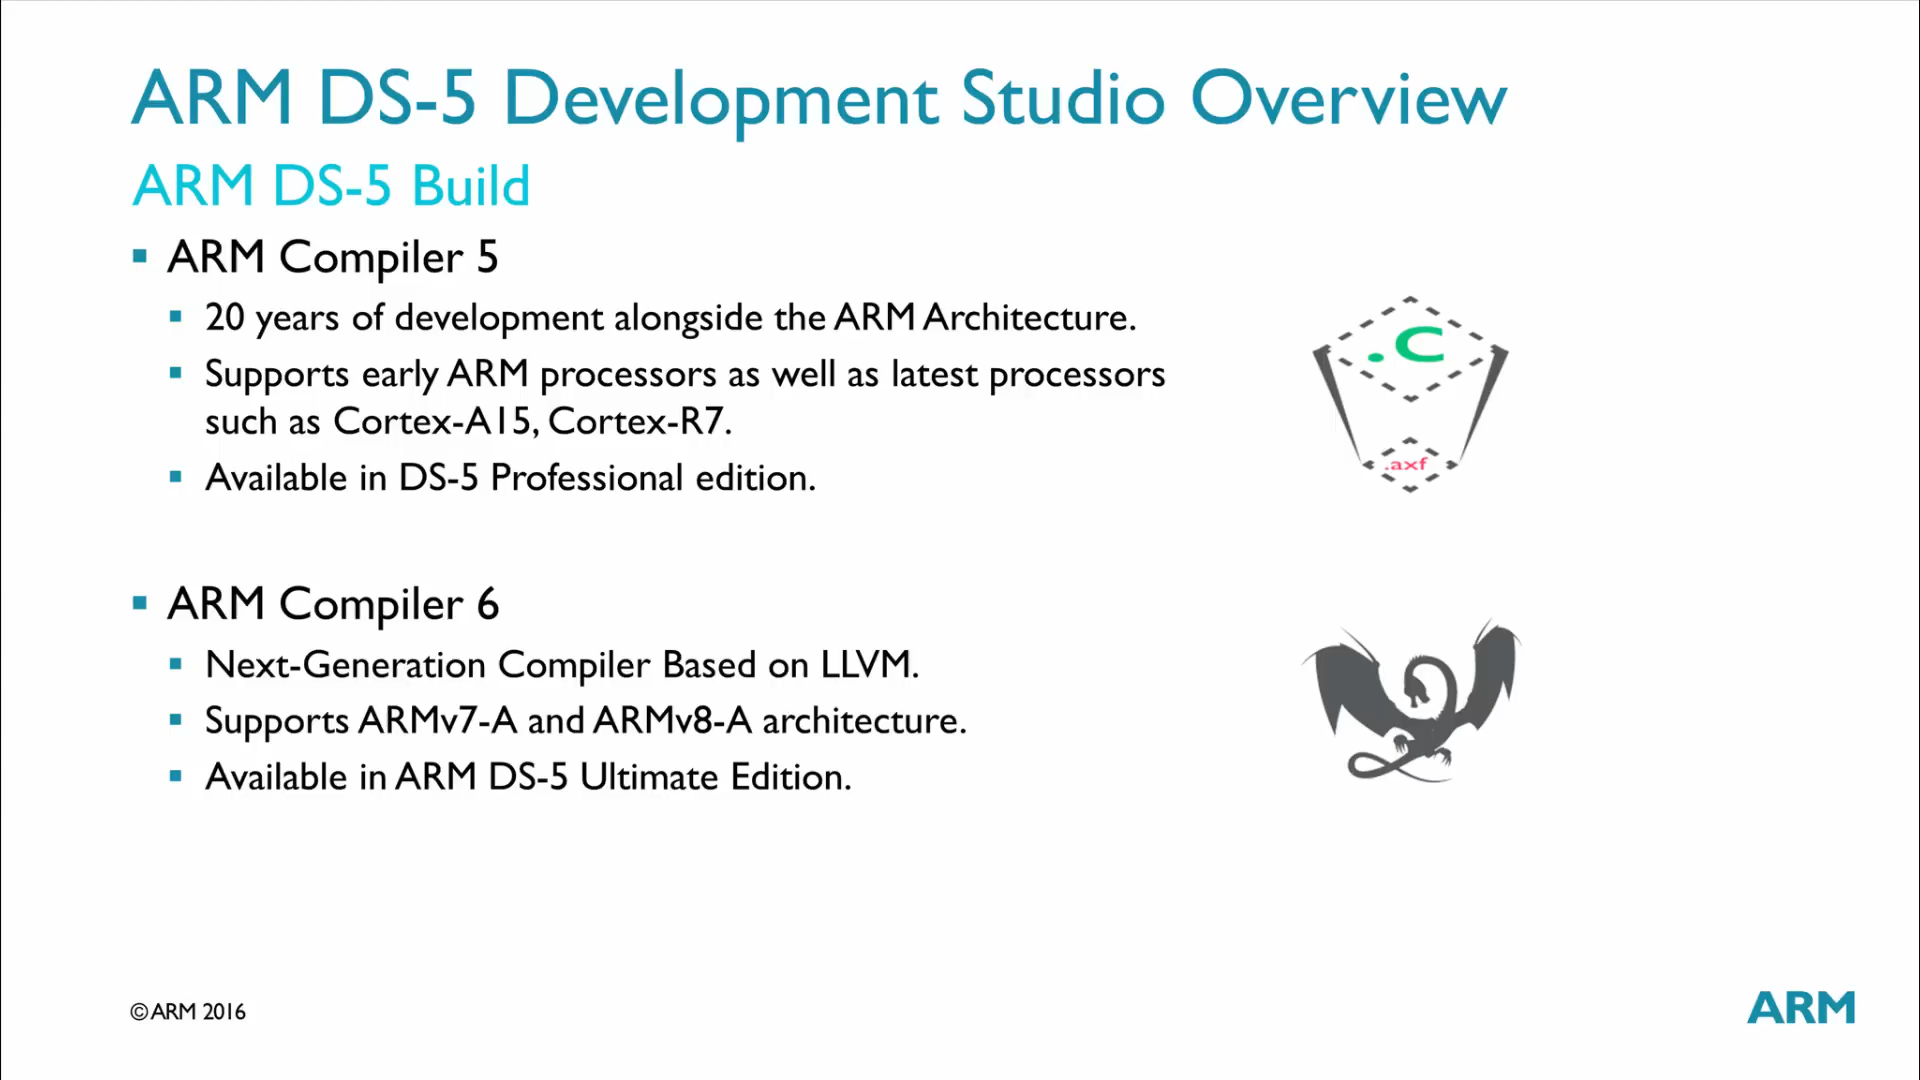 ARM DS-5 Development Studio Overview
ARM DS-5 Build
▪ ARM Compiler 5
▪ 20 years of development alongside the ARM Architecture.
▪ Supports early ARM processors as well as latest processors
such as Cortex-A15, Cortex-R7.
▪ Available in DS-5 Professional edition.
.c
.axf
▪ ARM Compiler 6
▪ Next-Generation Compiler Based on LLVM.
▪ Supports ARMv7-A and ARMv8-A architecture.
▪ Available in ARM DS-5 Ultimate Edition.
© ARM 2016
ARM